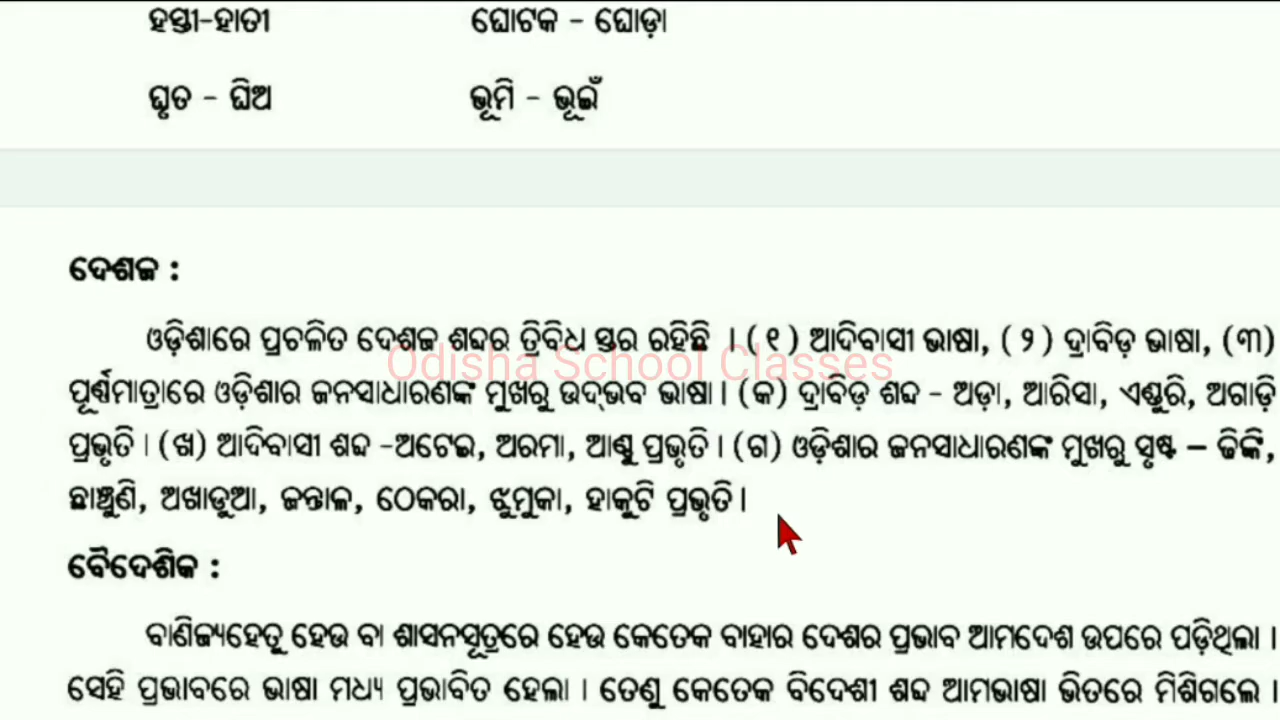 ହସ୍ତୀ-ହାତୀ ଘୋଟକ - ଘୋଡ଼ା
ଘୃତ - ଘିଅ ଭୂମି - ଭୂଇଁ
ଦେଶଜ :
ଓଡ଼ିଶାରେ ପ୍ରଚଳିତ ଦେଶଜ ଶବ୍ଦର ତ୍ରିବିଧ ସ୍ତର ରହିଛି । (୧) ଆଦିବାସୀ ଭାଷା, (୨) ଦ୍ରାବିଡ଼ ଭାଷା, (୩)
Odisha School Classes
ପୂର୍ଣ୍ଣମାତ୍ରାରେ ଓଡ଼ିଶାର ଜନସାଧାରଣଙ୍କ ମୁଖରୁ ଉଦ୍‌ଭବ ଭାଷା । (କ) ଦ୍ରାବିଡ଼ ଶବ୍ଦ - ଅଡ଼ା, ଆରିସା, ଏଣ୍ଡୁରି, ଅଗାଡ଼ି
ପ୍ରଭୃତି । (ଖ) ଆଦିବାସୀ ଶବ୍ଦ -ଅଟେଇ, ଅରମା, ଆଣ୍ଠୁ ପ୍ରଭୃତି । (ଗ) ଓଡ଼ିଶାର ଜନସାଧାରଣଙ୍କ ମୁଖରୁ ସୃଷ୍ଟ – ଢିଙ୍କି,
ଛାଞ୍ଚୁଣି, ଅଖାଡୁଆ, ଜନ୍ତାଳ, ଠେକରା, ଝୁମୁକା, ହାକୁଟି ପ୍ରଭୃତି ।
ବୈଦେଶିକ :
ବାଣିଜ୍ୟହେତୁ ହେଉ ବା ଶାସନସୂତ୍ରରେ ହେଉ କେତେକ ବାହାର ଦେଶର ପ୍ରଭାବ ଆମଦେଶ ଉପରେ ପଡ଼ିଥିଲା ।
ସେହି ପ୍ରଭାବରେ ଭାଷା ମଧ୍ୟ ପ୍ରଭାବିତ ହେଲା । ତେଣୁ କେତେକ ବିଦେଶୀ ଶବ୍ଦ ଆମଭାଷା ଭିତରେ ମିଶିଗଲେ ।